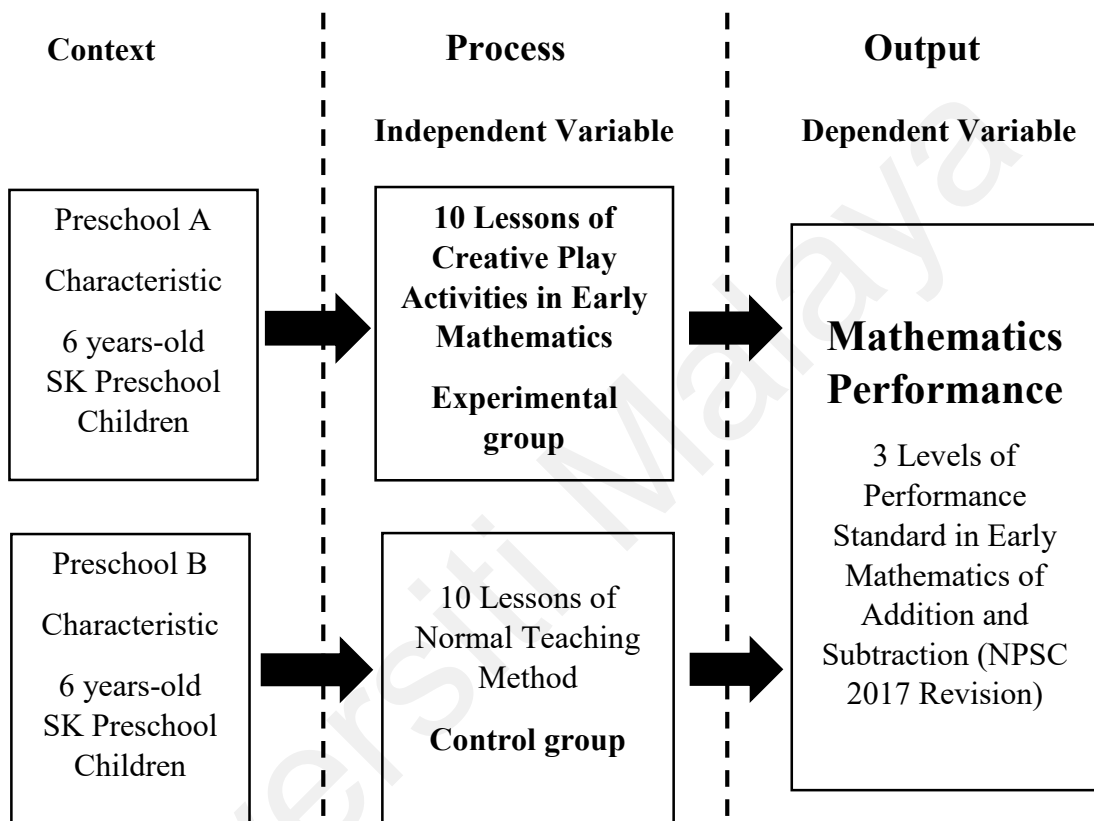 Context
Process
Output
Independent Variable
Dependent Variable
Preschool A
Characteristic
6 years-old
SK Preschool
Children
10 Lessons of
Creative Play
Activities in Early
Mathematics
Experimental
group
Preschool B
Characteristic
6 years-old
SK Preschool
Children
10 Lessons of
Normal Teaching
Method
Control group
Mathematics
Performance
3 Levels of
Performance
Standard in Early
Mathematics of
Addition and
Subtraction (NPSC
2017 Revision)
Malaya